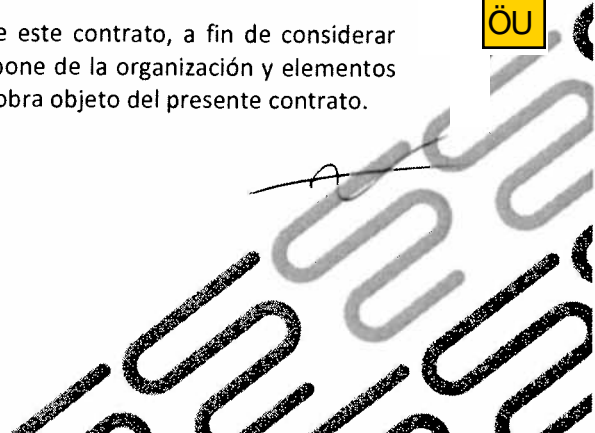 ÖU
e este contrato, a fin de considerar
pone de la organización y elementos
obra objeto del presente contrato.